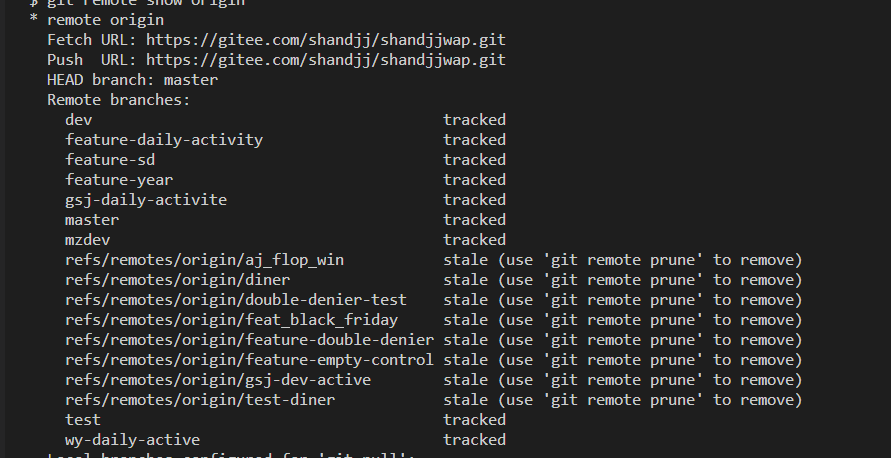 $ git remote show origin
* remote origin
  Fetch URL: https://gitee.com/shandjj/shandjjwap.git
  Push  URL: https://gitee.com/shandjj/shandjjwap.git
  HEAD branch: master
  Remote branches:
    dev                                       tracked
    feature-daily-activity                    tracked
    feature-sd                                tracked
    feature-year                              tracked
    gsj-daily-activite                        tracked
    master                                    tracked
    mzdev                                     tracked
    refs/remotes/origin/aj_flop_win           stale (use 'git remote prune' to remove)
    refs/remotes/origin/diner                 stale (use 'git remote prune' to remove)
    refs/remotes/origin/double-denier-test    stale (use 'git remote prune' to remove)
    refs/remotes/origin/feat_black_friday     stale (use 'git remote prune' to remove)
    refs/remotes/origin/feature-double-denier stale (use 'git remote prune' to remove)
    refs/remotes/origin/feature-empty-control stale (use 'git remote prune' to remove)
    refs/remotes/origin/gsj-dev-active        stale (use 'git remote prune' to remove)
    refs/remotes/origin/test-diner            stale (use 'git remote prune' to remove)
    test                                      tracked
    wy-daily-active                           tracked
  Local branches configured for 'git pull':